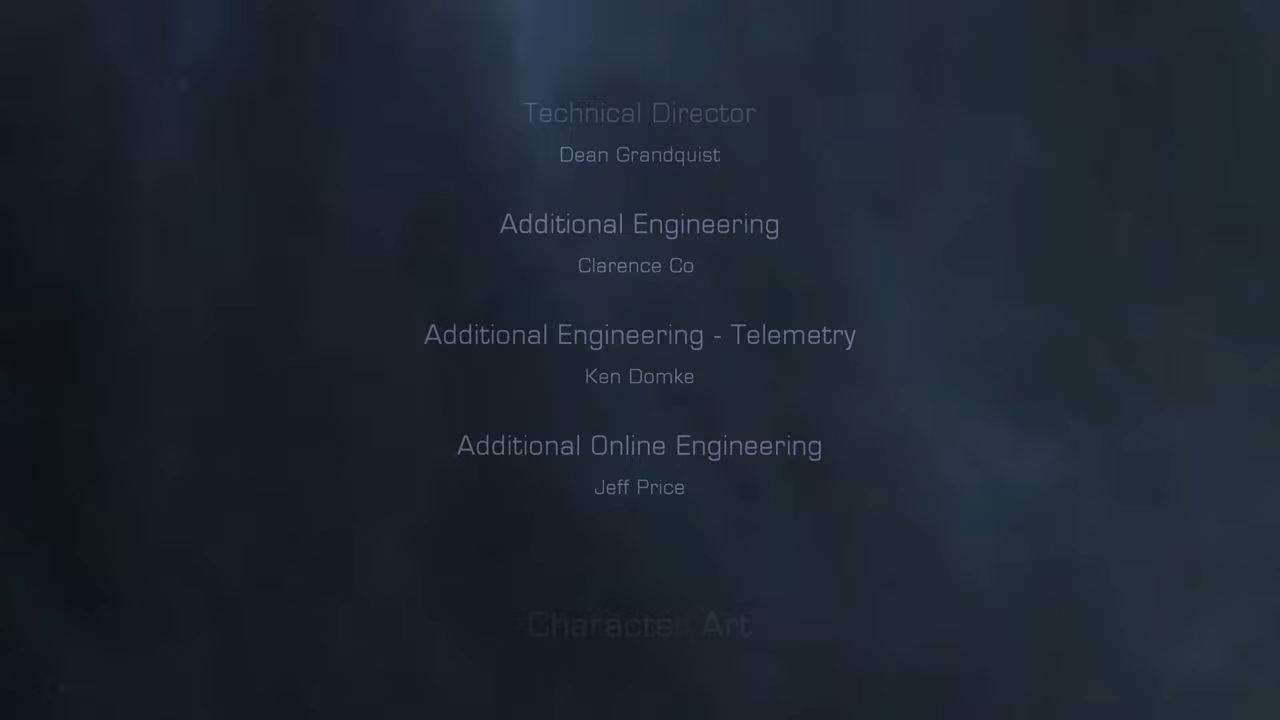 Technical Director
Dean Grandquist
Additional Engineering
Clarence Co
Additional Engineering - Telemetry
Ken Domke
Additional Online Engineering
Jeff Price
Character Art